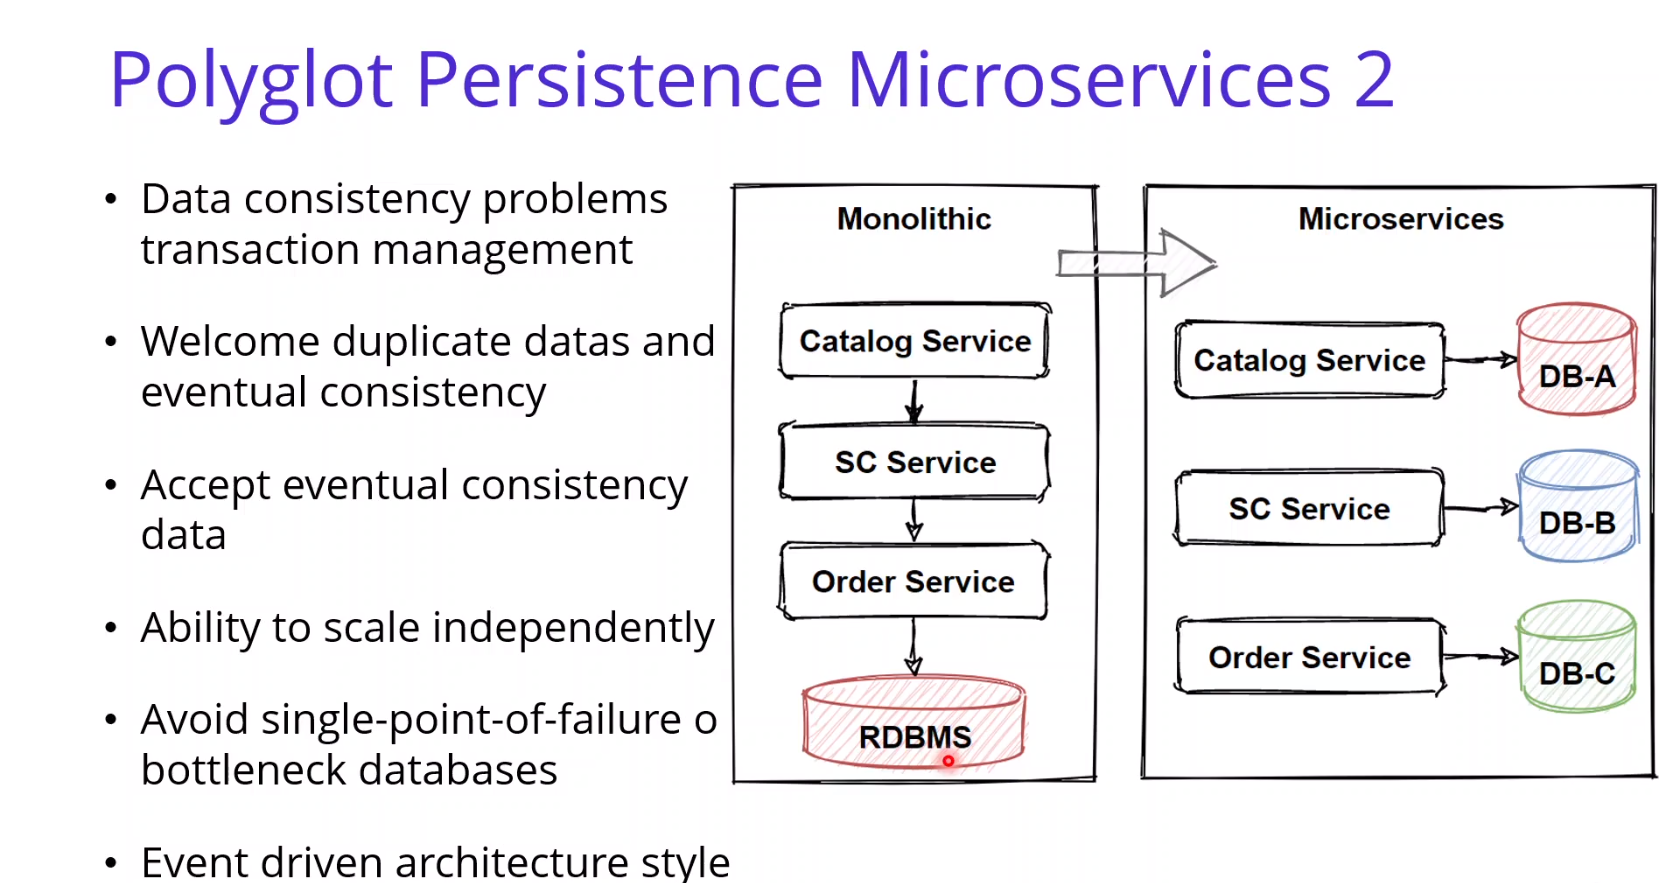 Polyglot Persistence Microservices 2
• Data consistency problems
transaction management
• Welcome duplicate datas and
eventual consistency
• Accept eventual consistency
data
• Ability to scale independently
• Avoid single-point-of-failure o
bottleneck databases
• Event driven architecture style
Monolithic
Catalog Service
SC Service
Order Service
RDBMS
Microservices
Catalog Service
DB-A
SC Service
DB-B
Order Service
DB-C